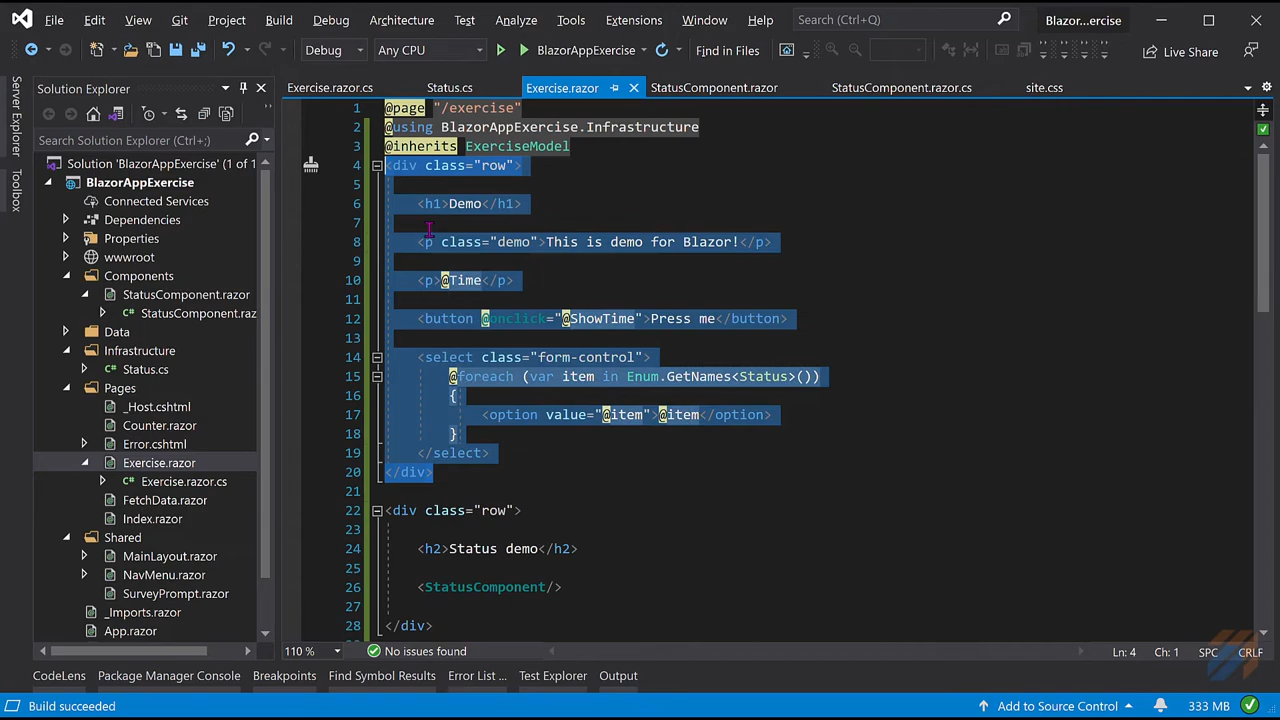 File Edit View Git Project Build Debug Architecture Test Analyze Tools Extensions Window Help Search (Ctrl+Q) Blazor...ercise
Debug Any CPU BlazorAppExercise Find in Files Live Share
Server Explorer
Toolbox
Solution Explorer
Search Solution Explorer (Ctrl+;)
Solution 'BlazorAppExercise' (1 of 1
BlazorAppExercise
Connected Services
Dependencies
Properties
wwwroot
Components
StatusComponent.razor
StatusComponent.raz
Data
Infrastructure
Status.cs
Pages
_Host.cshtml
Counter.razor
Error.cshtml
Exercise.razor
Exercise.razor.cs
FetchData.razor
Index.razor
Shared
MainLayout.razor
NavMenu.razor
SurveyPrompt.razor
_Imports.razor
App.razor
Exercise.razor.cs Status.cs Exercise.razor StatusComponent.razor StatusComponent.razor.cs site.css
1 @page "/exercise"
2 @using BlazorAppExercise.Infrastructure
3 @inherits ExerciseModel
4 <div class="row">
5
6 <h1>Demo</h1>
7
8 <p class="demo">This is demo for Blazor!</p>
9
10 <p>@Time</p>
11
12 <button @onclick="@ShowTime">Press me</button>
13
14 <select class="form-control">
15 @foreach (var item in Enum.GetNames<Status>())
16 {
17 <option value="@item">@item</option>
18 }
19 </select>
20 </div>
21
22 <div class="row">
23
24 <h2>Status demo</h2>
25
26 <StatusComponent/>
27
28 </div>
110 % No issues found Ln: 4 Ch: 1 SPC CRLF
CodeLens Package Manager Console Breakpoints Find Symbol Results Error List ... Test Explorer Output
Build succeeded Add to Source Control 333 MB